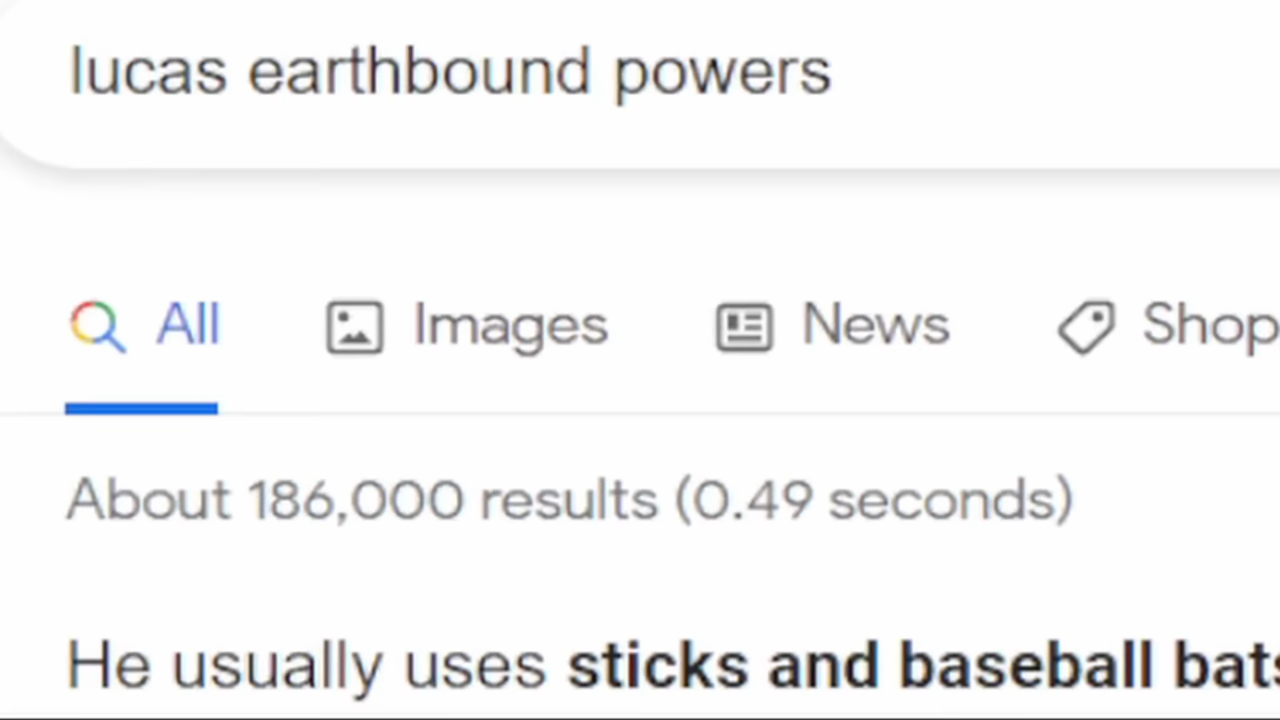 lucas earthbound powers
All Images News Shop
About 186,000 results (0.49 seconds)
He usually uses sticks and baseball bats